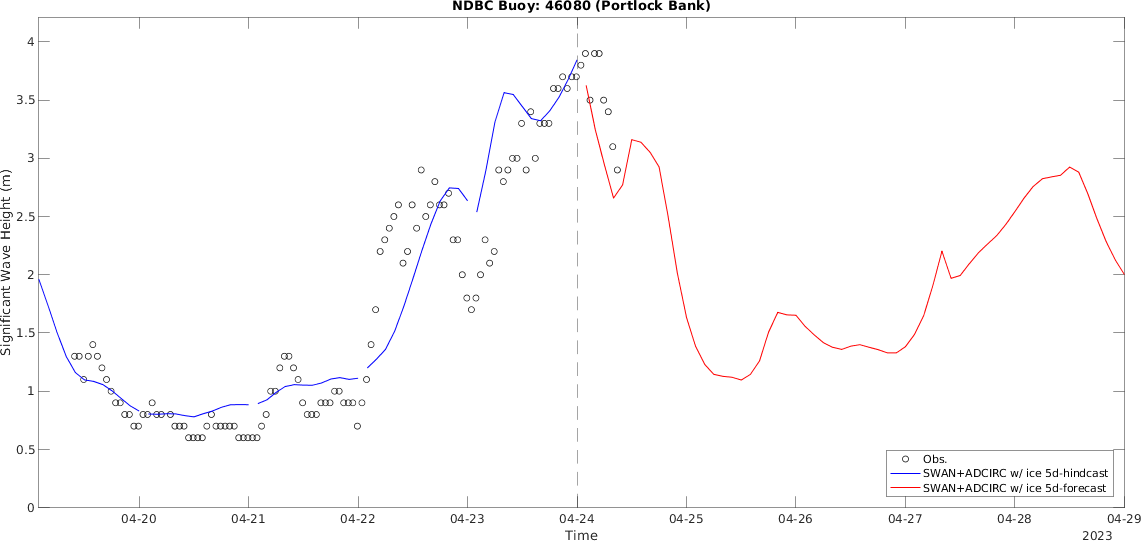 NDBC Buoy: 46080 (Portlock Bank)
Significant Wave Height (m)
4
3.5
3
2.5
2
1.5
1
0.5
0
Obs.
SWAN+ADCIRC w/ ice 5d-hindcast
SWAN+ADCIRC w/ ice 5d-forecast
04-20 04-21 04-22 04-23 04-24 04-25 04-26 04-27 04-28 04-29
Time
2023